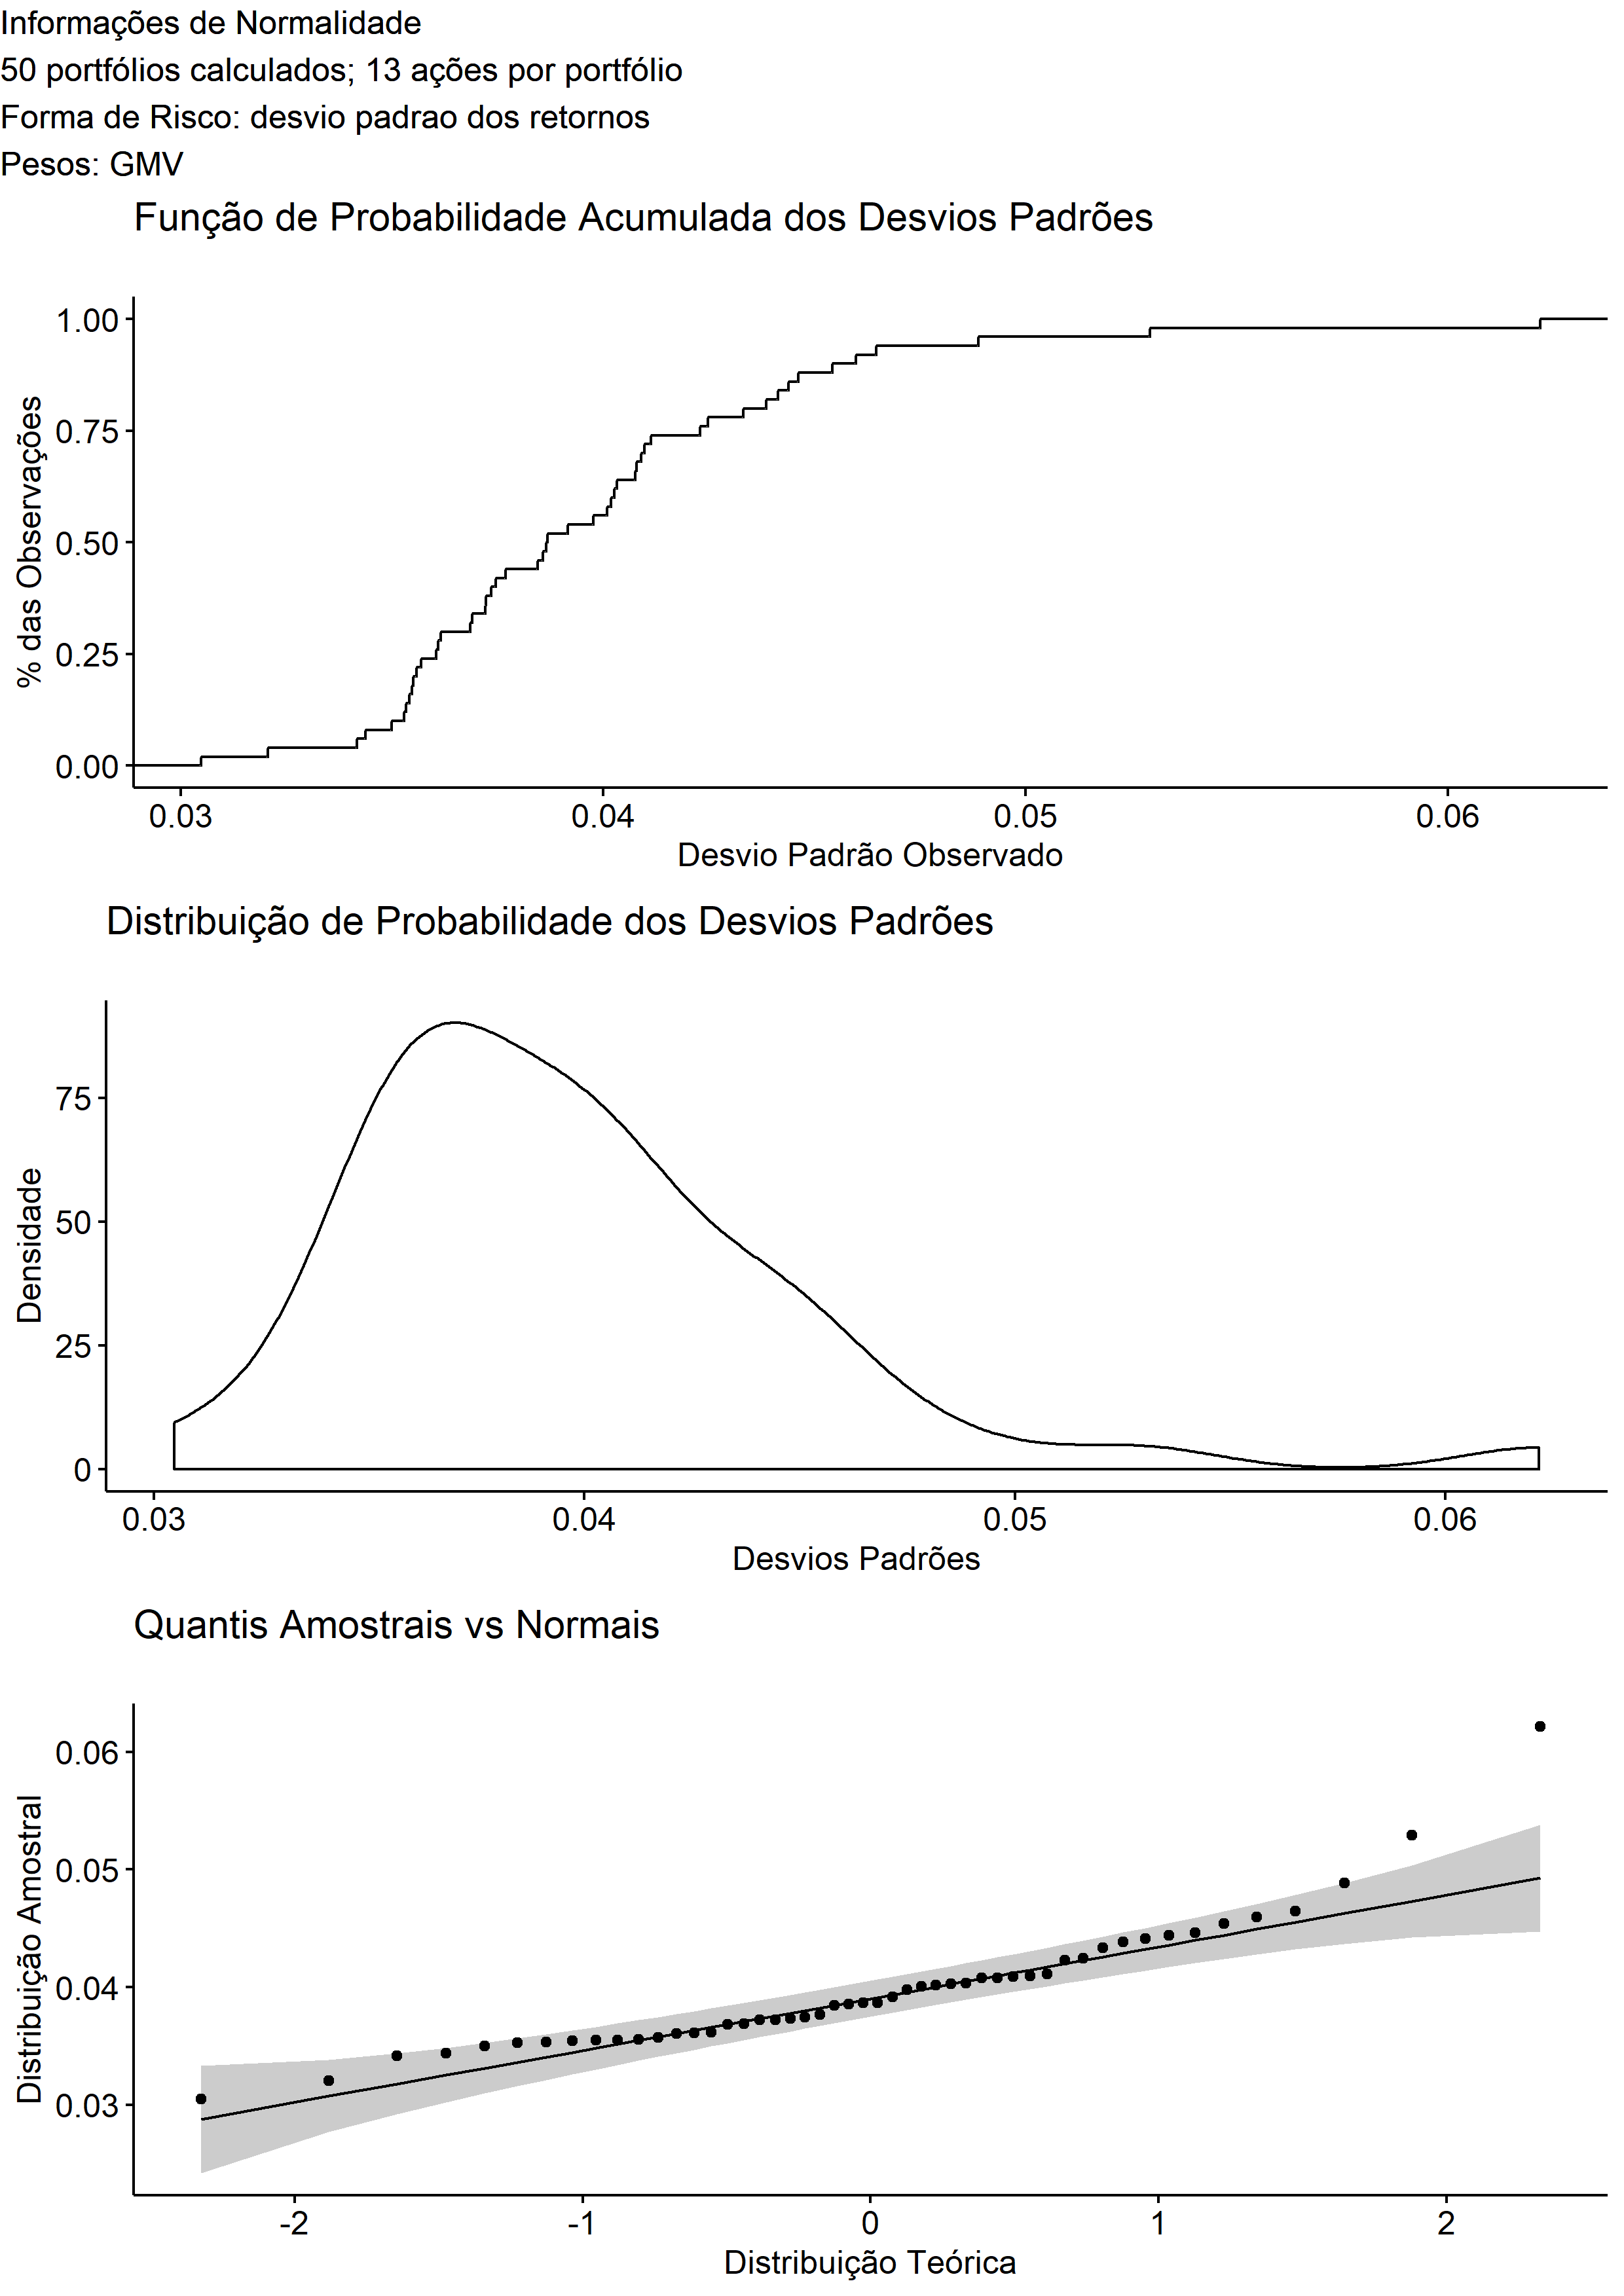 Informações de Normalidade
50 portfólios calculados; 13 ações por portfólio
Forma de Risco: desvio padrao dos retornos
Pesos: GMV
Função de Probabilidade Acumulada dos Desvios Padrões
% das Observações
1.00
0.75
0.50
0.25
0.00
0.03 0.04 0.05 0.06
Desvio Padrão Observado
Distribuição de Probabilidade dos Desvios Padrões
Densidade
75
50
25
0
0.03 0.04 0.05 0.06
Desvios Padrões
Quantis Amostrais vs Normais
Distribuição Amostral
0.06
0.05
0.04
0.03
-2 -1 0 1 2
Distribuição Teórica